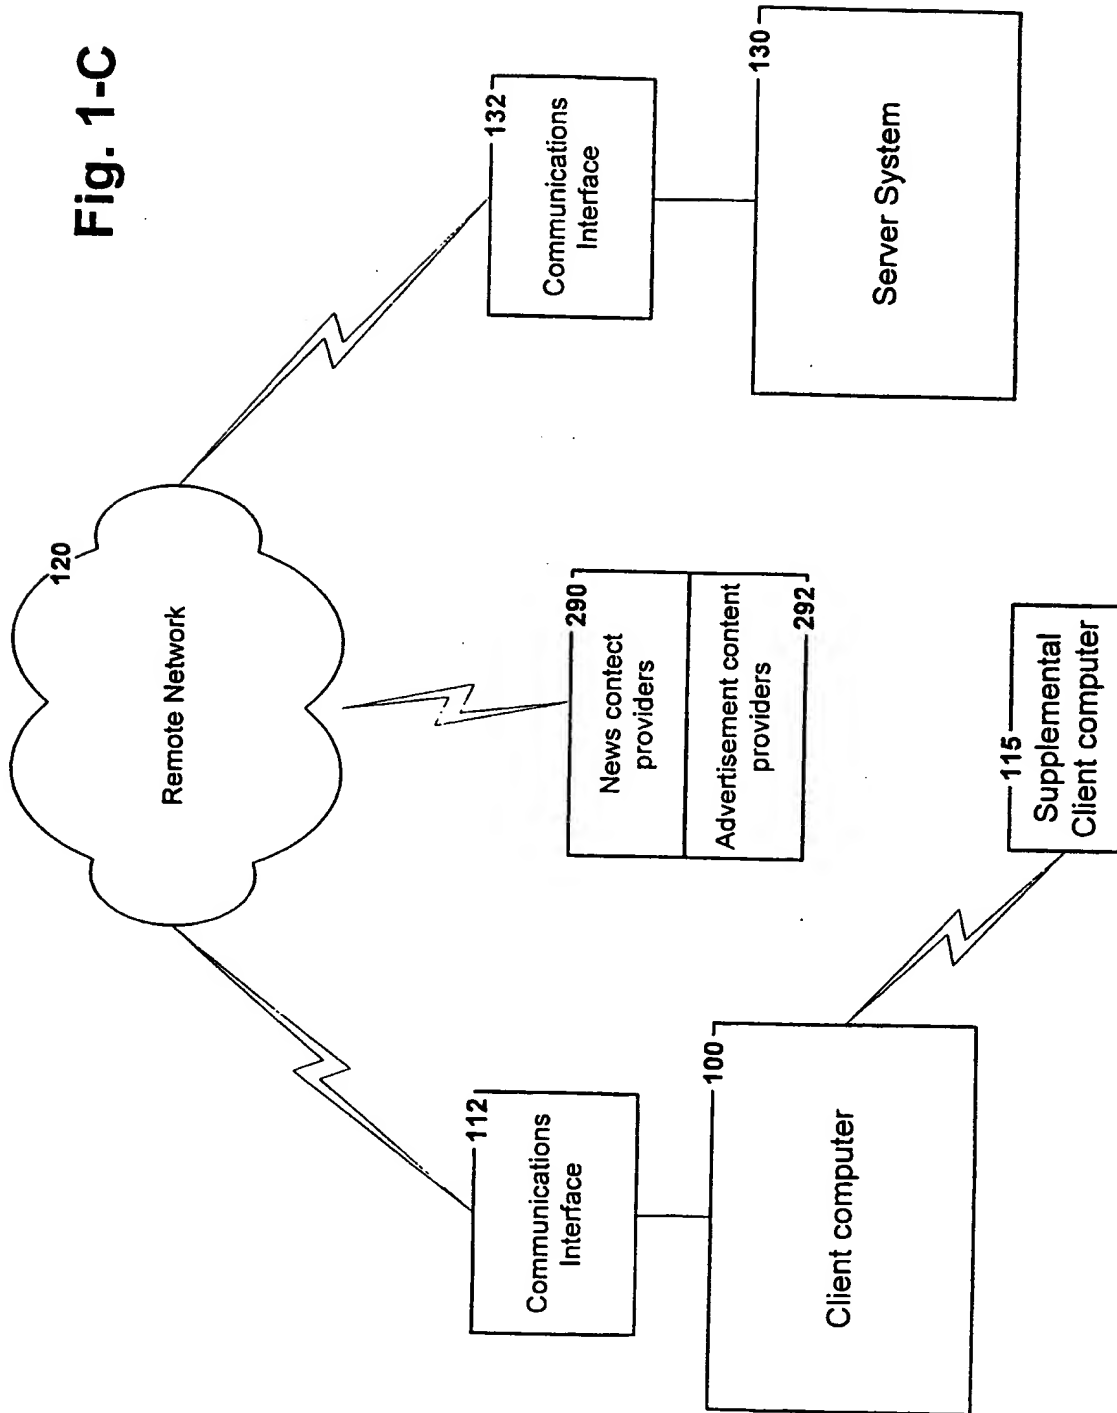 Fig. 1-C
120
Remote Network
132
Communications
Interface
130
Server System
290
News contect
providers
Advertisement content
providers
292
112
Communications
Interface
100
Client computer
115
Supplemental
Client computer